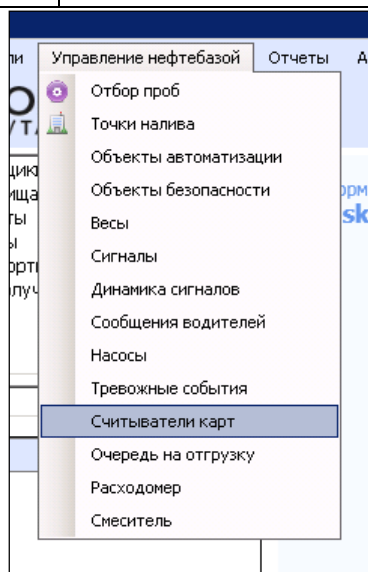 Управление нефтебазой Отчеты
Отбор проб
Точки налива
Объекты автоматизации
Объекты безопасности
Весы
Сигналы
Динамика сигналов
Сообщения водителей
Насосы
Тревожные события
Считыватели карт
Очередь на отгрузку
Расходомер
Смеситель